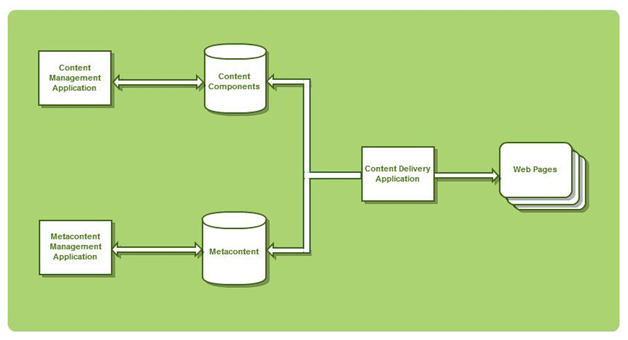 Content
Management
Application
Content
Components
Content Delivery
Application
Web Pages
Metacontent
Management
Application
Metacontent